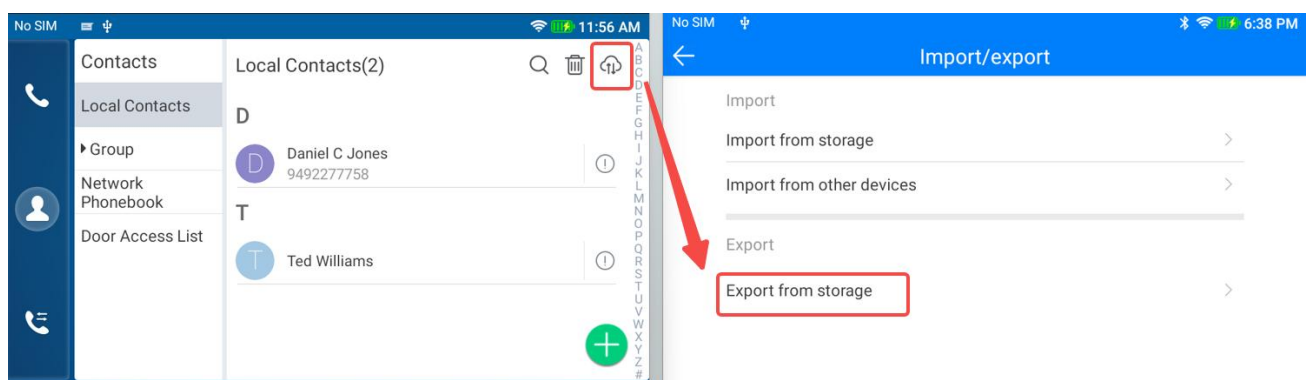 No SIM
11:56 AM
Contacts
Local Contacts
Group
Network
Phonebook
Door Access List
Local Contacts(2)
D
D
Daniel C Jones
9492277758
T
T
Ted Williams
A
B
C
D
E
F
G
H
I
J
K
L
M
N
O
P
Q
R
S
T
U
V
W
X
Y
Z
#
No SIM
6:38 PM
Import/export
Import
Import from storage
Import from other devices
Export
Export from storage